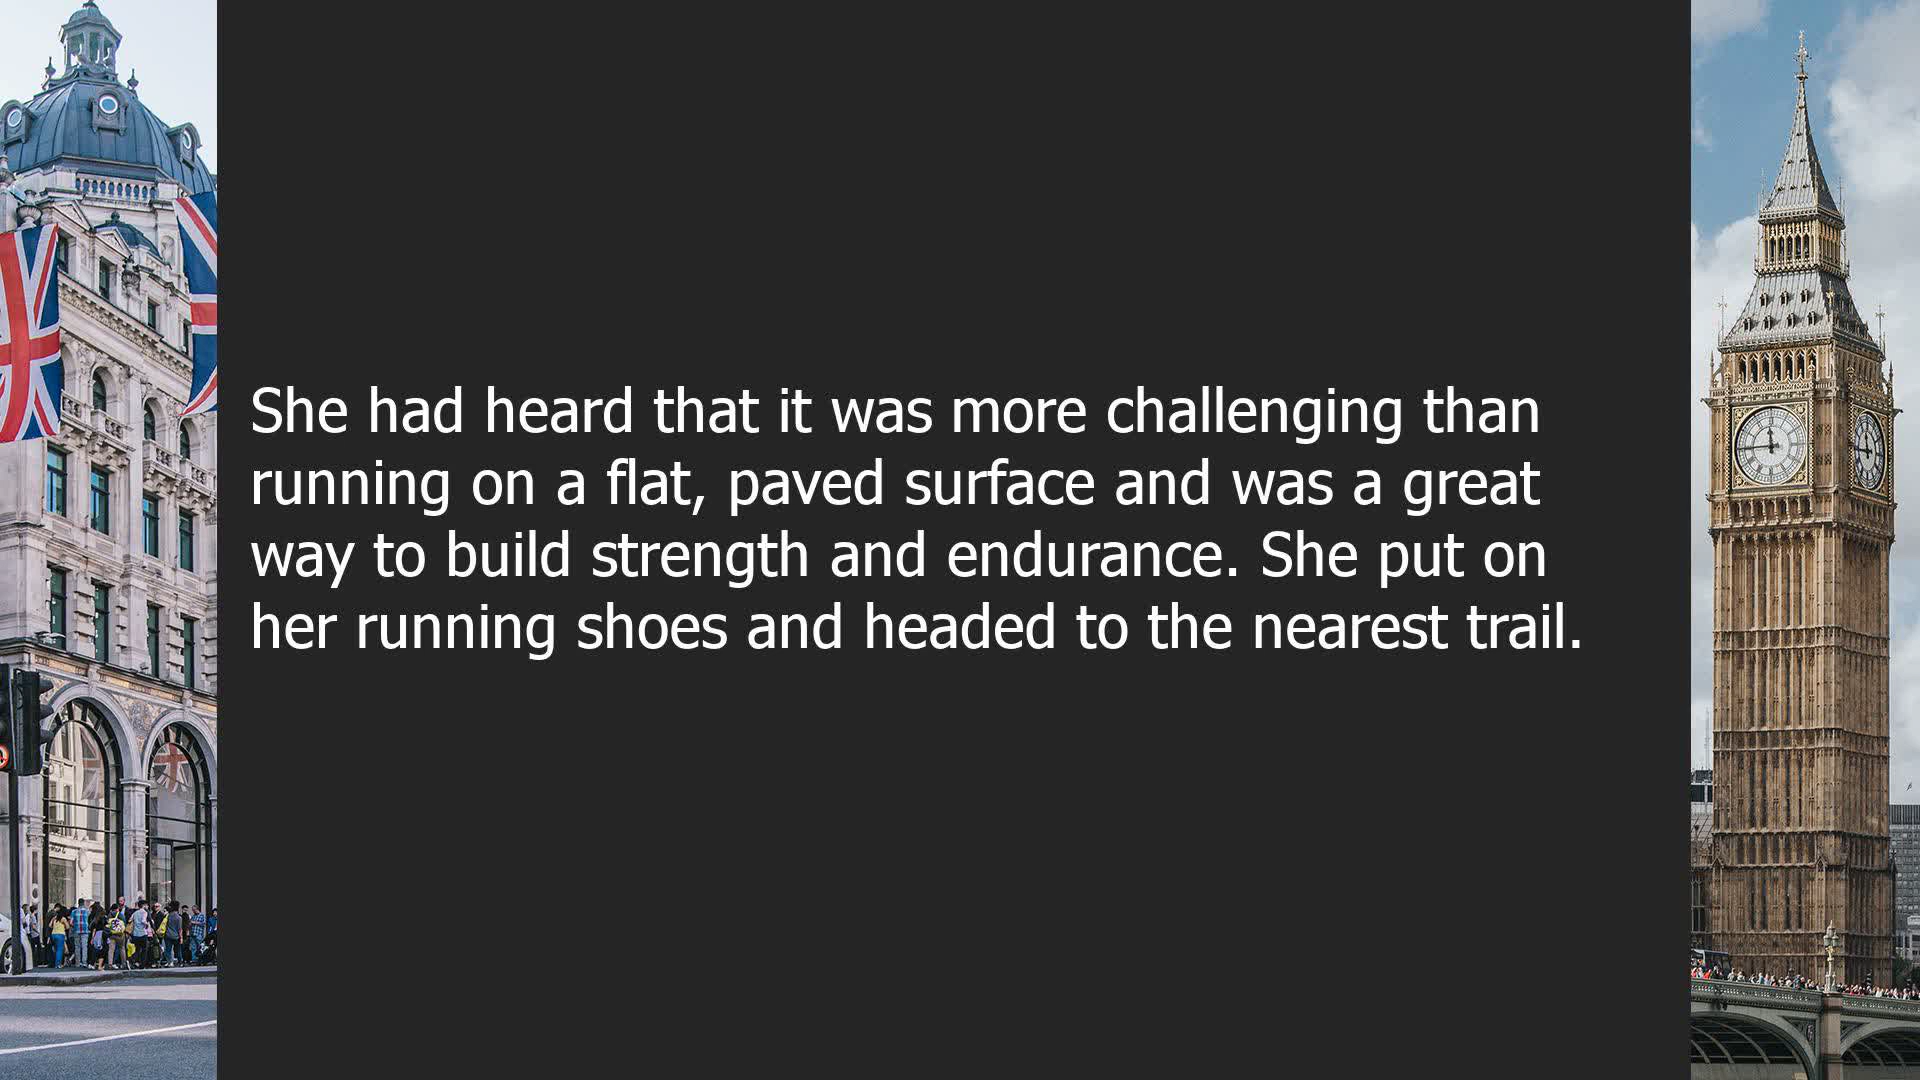 She had heard that it was more challenging than
running on a flat, paved surface and was a great
way to build strength and endurance. She put on
her running shoes and headed to the nearest trail.